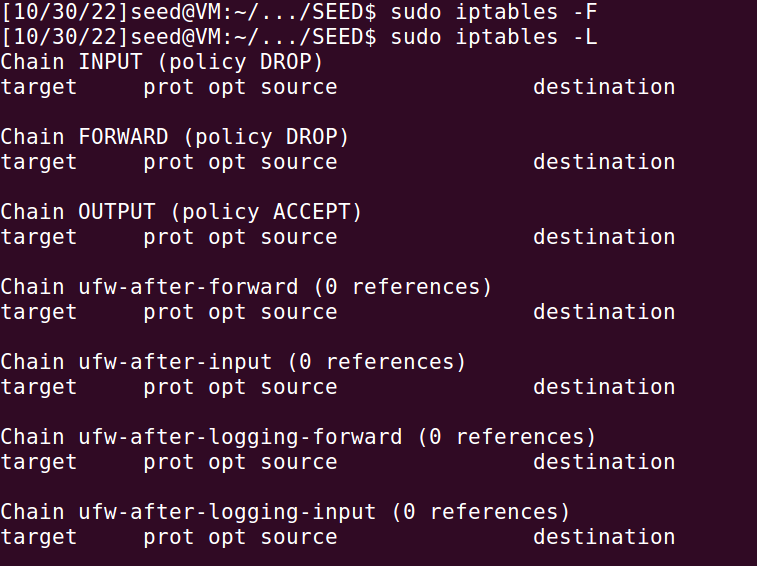 [10/30/22]seed@VM:~/.../SEED$ sudo iptables -F
[10/30/22]seed@VM:~/.../SEED$ sudo iptables -L
Chain INPUT (policy DROP)
target     prot opt source               destination

Chain FORWARD (policy DROP)
target     prot opt source               destination

Chain OUTPUT (policy ACCEPT)
target     prot opt source               destination

Chain ufw-after-forward (0 references)
target     prot opt source               destination

Chain ufw-after-input (0 references)
target     prot opt source               destination

Chain ufw-after-logging-forward (0 references)
target     prot opt source               destination

Chain ufw-after-logging-input (0 references)
target     prot opt source               destination